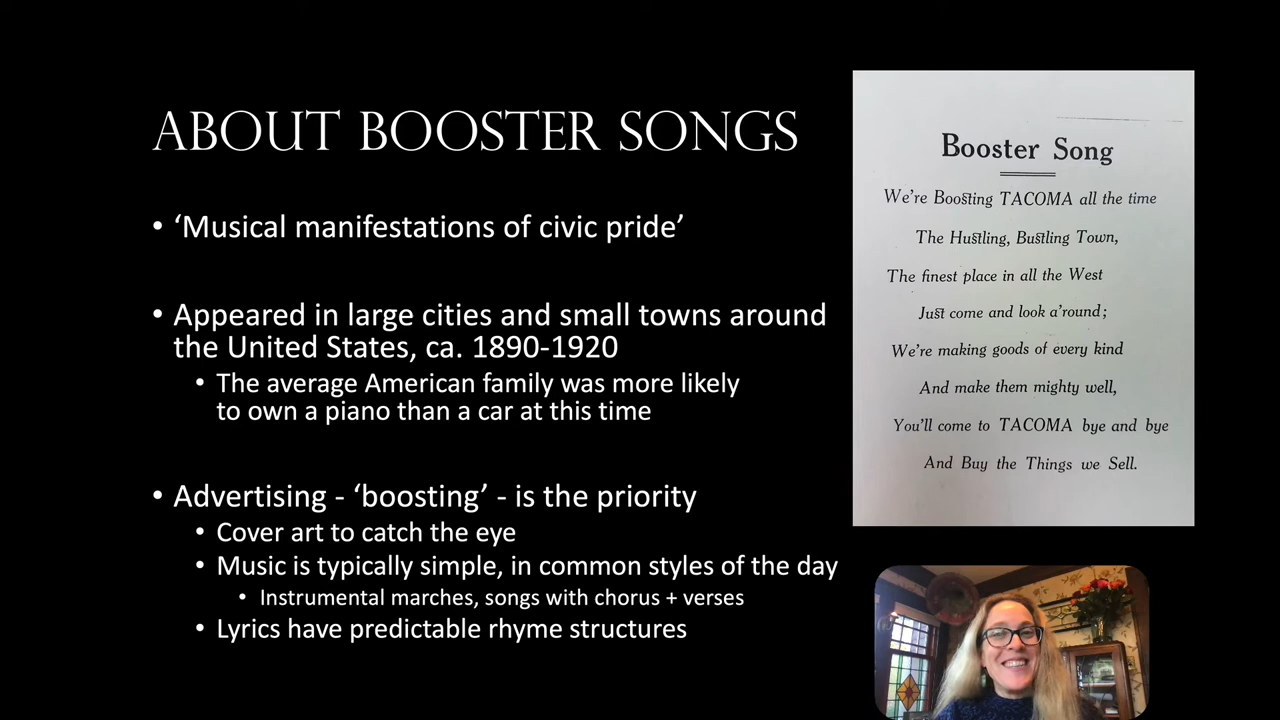 ABOUT BOOSTER SONGS
• ‘Musical manifestations of civic pride’
• Appeared in large cities and small towns around
the United States, ca. 1890-1920
• The average American family was more likely
to own a piano than a car at this time
• Advertising - ‘boosting’ - is the priority
• Cover art to catch the eye
• Music is typically simple, in common styles of the day
• Instrumental marches, songs with chorus + verses
• Lyrics have predictable rhyme structures
Booster Song
We're Boosting TACOMA all the time
The Hustling, Bustling Town,
The finest place in all the West
Just come and look a'round;
We're making goods of every kind
And make them mighty well,
You'll come to TACOMA bye and bye
And Buy the Things we Sell.